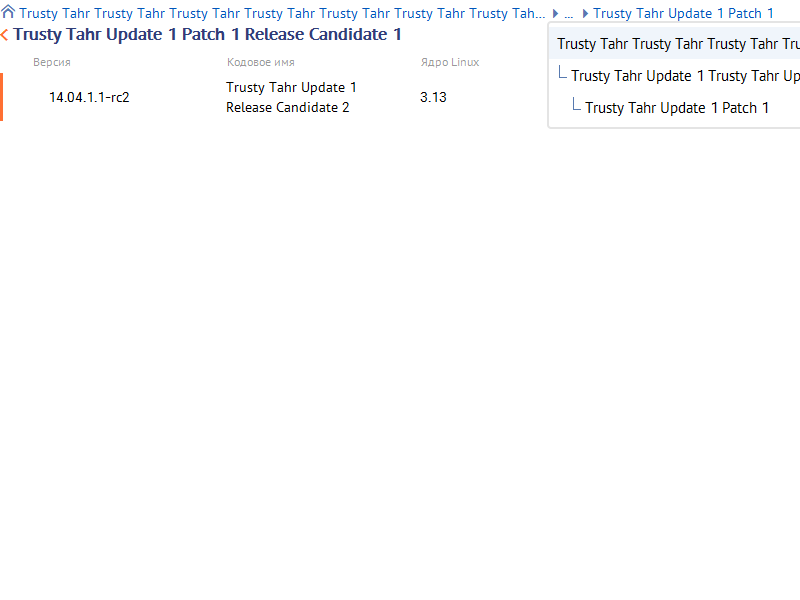 Trusty Tahr Trusty Tahr Trusty Tahr Trusty Tahr Trusty Tahr Trusty Tahr Trusty Tah... ... Trusty Tahr Update 1 Patch 1
Trusty Tahr Update 1 Patch 1 Release Candidate 1
Trusty Tahr Trusty Tahr Trusty Tahr Tru
Trusty Tahr Update 1 Trusty Tahr Up
Trusty Tahr Update 1 Patch 1
Версия Кодовое имя Ядро Linux
14.04.1.1-rc2
Trusty Tahr Update 1
Release Candidate 2
3.13